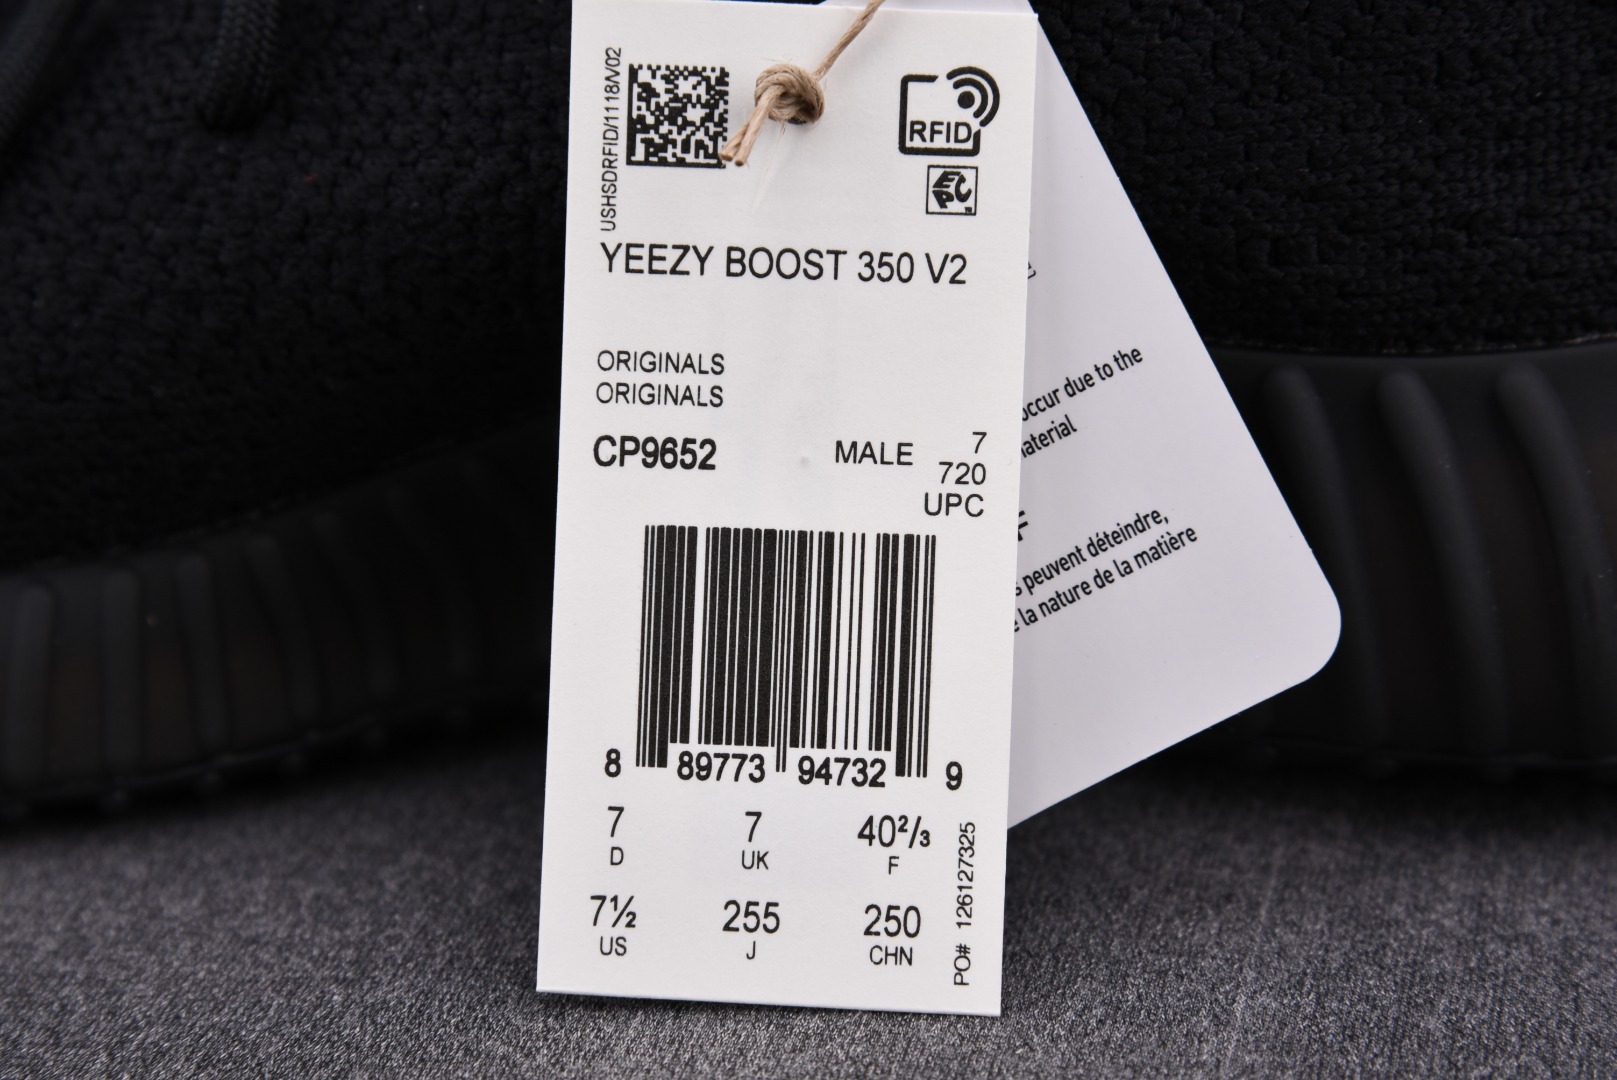 USHSDRFID/1118/V02
RFID
EPC
YEEZY BOOST 350 V2
ORIGINALS
ORIGINALS
CP9652
MALE
7
720
UPC
8 89773 94732 9
7 7 40²/₃
D UK F
7½ 255 250
US J CHN
PO# 126127325
occur due to the
peuvent déteindre,
la nature de la matière